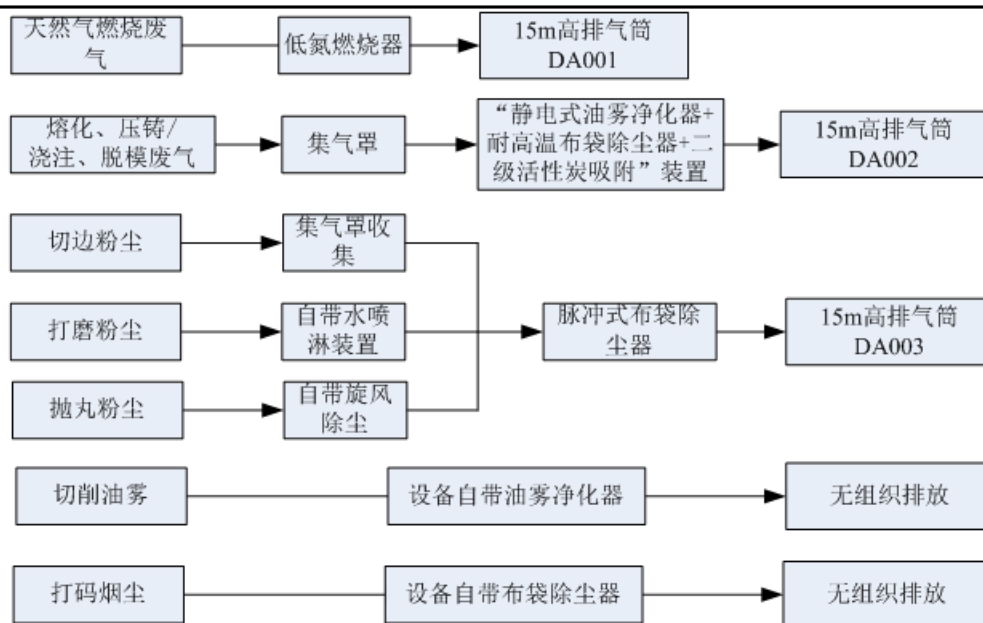 天然气燃烧废
气
低氮燃烧器
15m高排气筒
DA001
熔化、压铸/
浇注、脱模废气
集气罩
“静电式油雾净化器+
耐高温布袋除尘器+二
级活性炭吸附”装置
15m高排气筒
DA002
切边粉尘
集气罩收
集
打磨粉尘
自带水喷
淋装置
脉冲式布袋除
尘器
15m高排气筒
DA003
抛丸粉尘
自带旋风
除尘
切削油雾
设备自带油雾净化器
无组织排放
打码烟尘
设备自带布袋除尘器
无组织排放